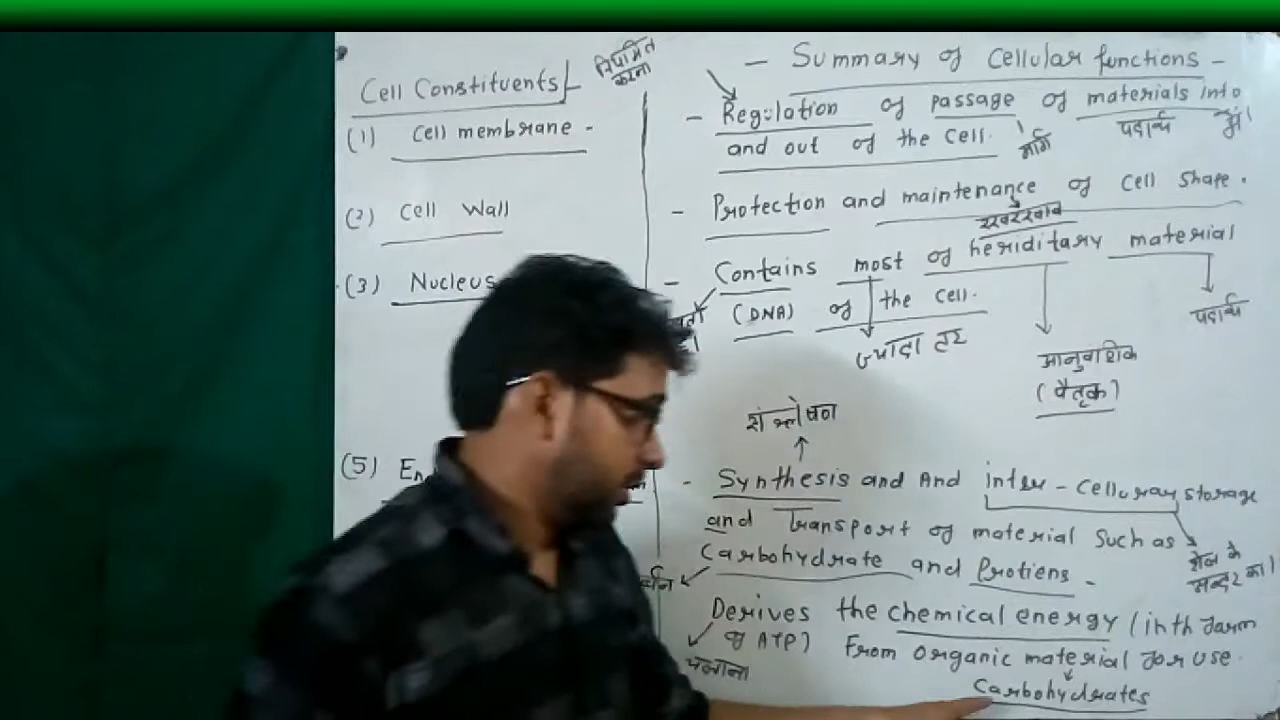 Cell Constituents
नियमित
करना
- Summary of Cellular functions -
(1) Cell membrane -
- Regulation of passage of materials into
and out of the cell.
मार्ग
पदार्थ
में।
(2) Cell Wall
- Protection and maintenance of Cell Shape.
रखरखाव
(3) Nucleus
- Contains most of heriditary material
(DNA) of the Cell.
ज्यादा तर
पदार्थ
आनुवांशिक
(पैतृक)
संश्लेषन
(5) En
- Synthesis and And inter-cellular storage
and Transport of material Such as
Carbohydrate and Protiens -
सेल के
अन्दर का।
Derives the chemical energy (inth form
of ATP) From Organic material for use.
चलाना
Carbohydrates